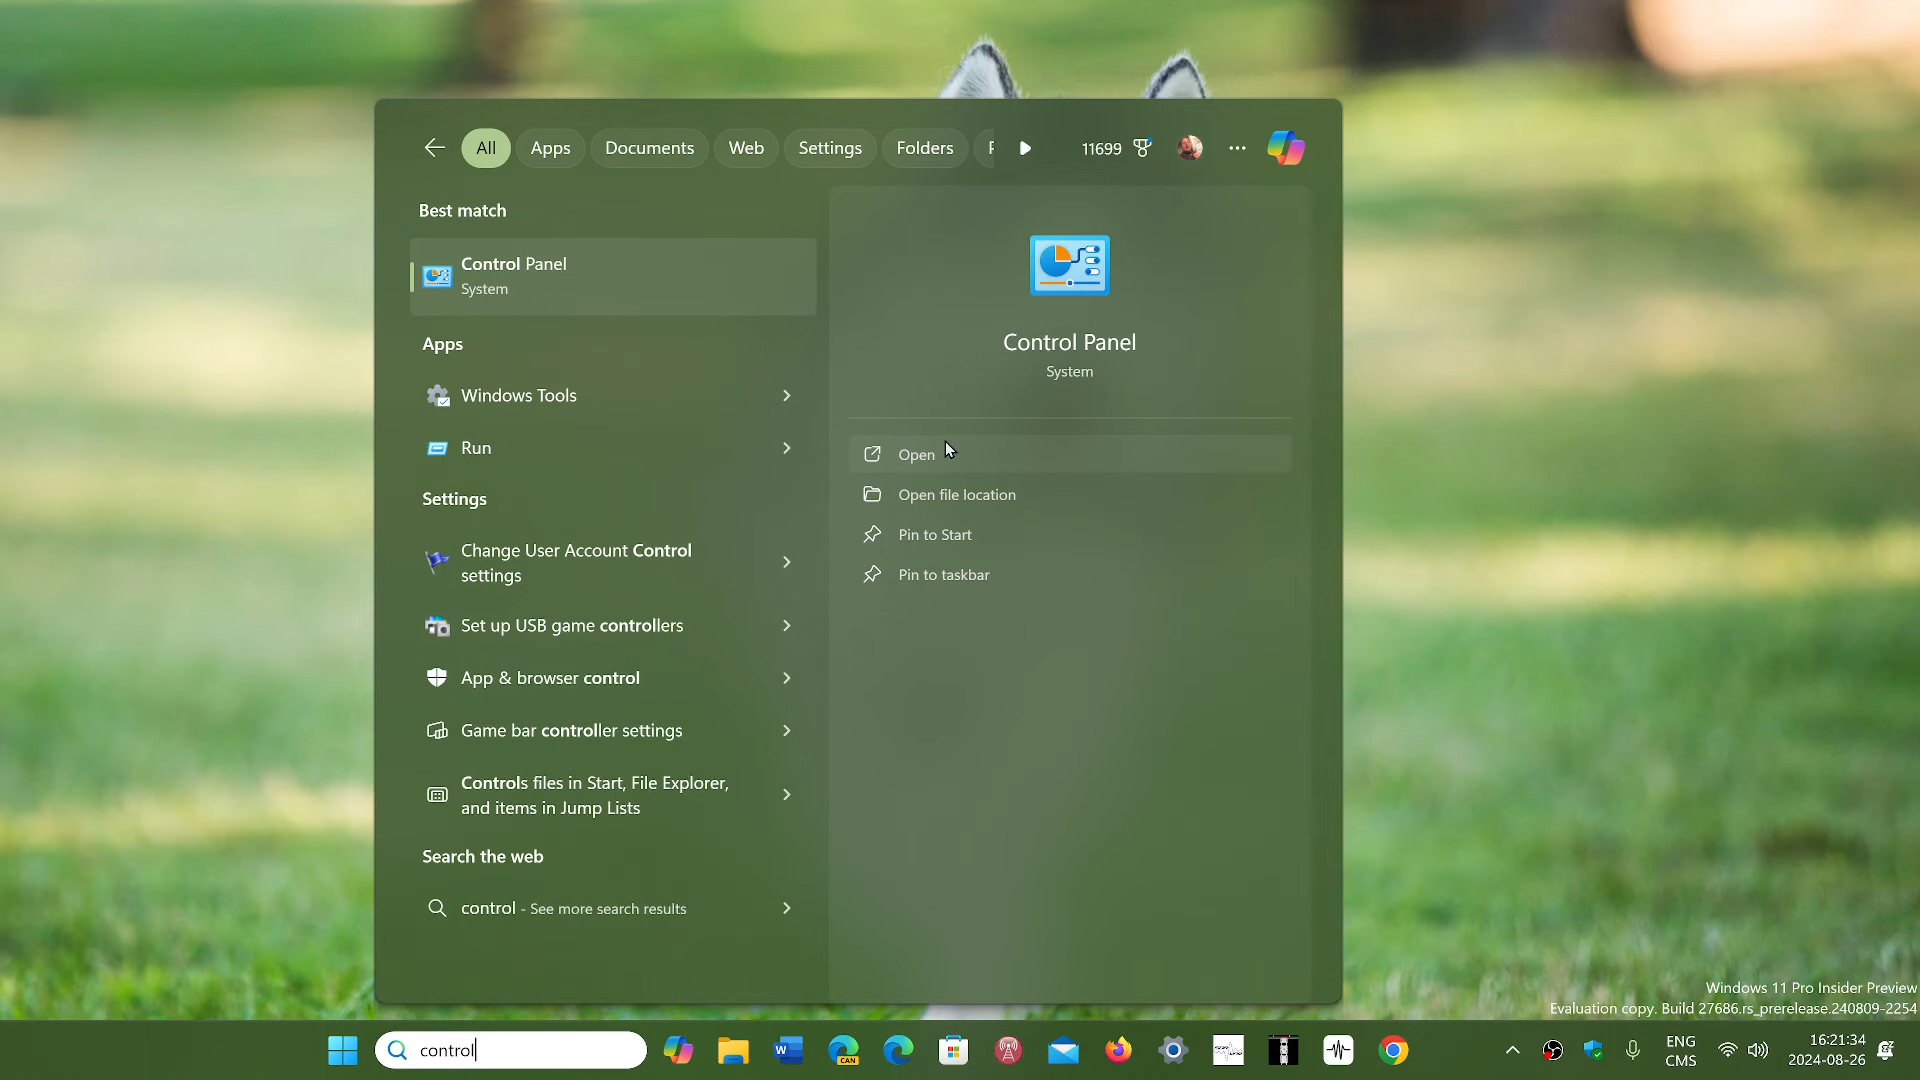 All
Apps
Documents
Web
Settings
Folders
11699
Best match
Control Panel
System
Apps
Windows Tools
Run
Settings
Change User Account Control
settings
Set up USB game controllers
App & browser control
Game bar controller settings
Controls files in Start, File Explorer,
and items in Jump Lists
Search the web
control - See more search results
Control Panel
System
Open
Open file location
Pin to Start
Pin to taskbar
Windows 11 Pro Insider Preview
Evaluation copy. Build 27686.rs_prerelease.240809-2254
control
W
CAN
ENG
CMS
16:21:34
2024-08-26